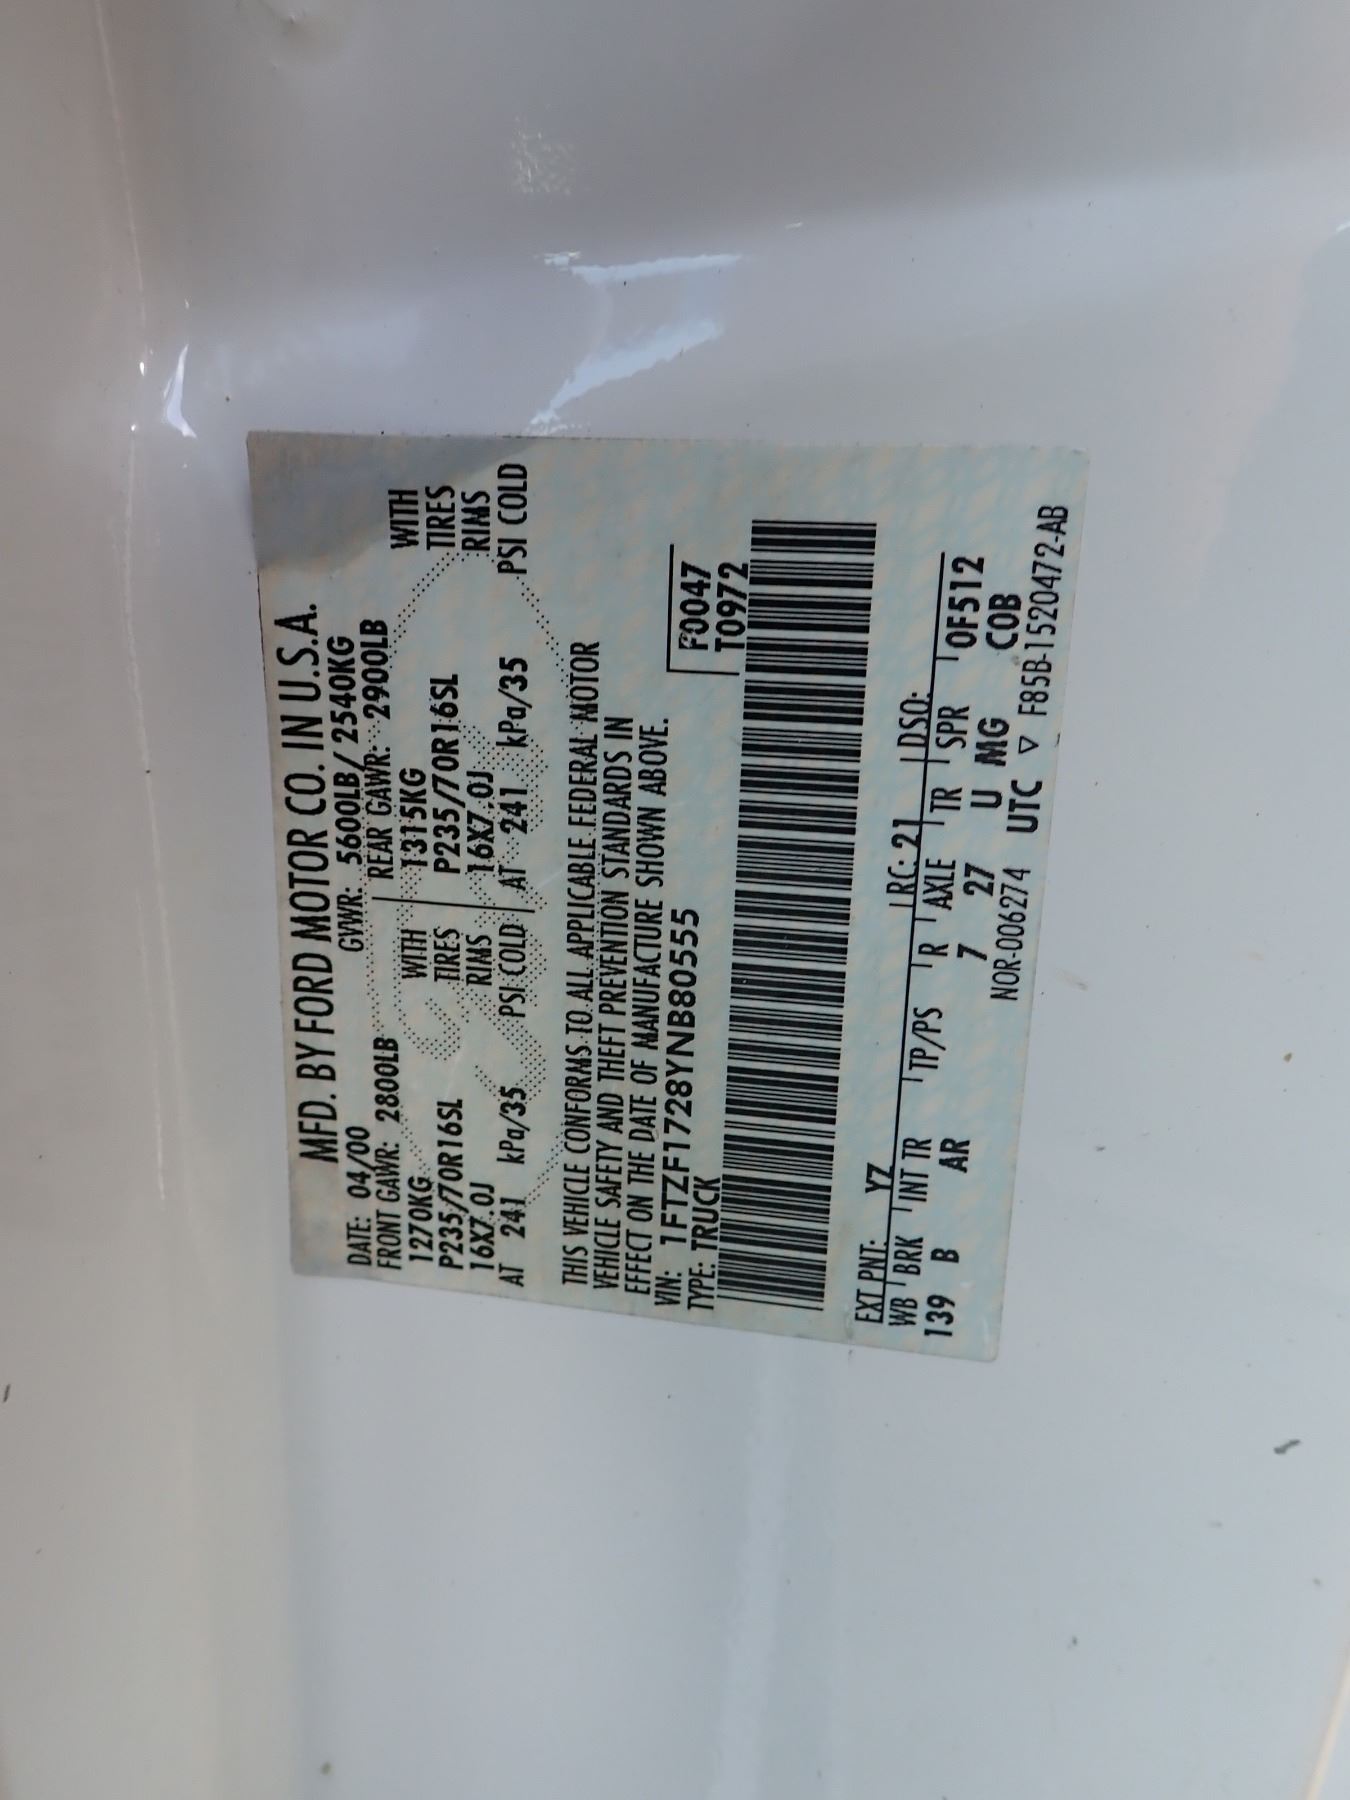 MFD. BY FORD MOTOR CO. IN U.S.A.
DATE: 04/00 GVWR: 5600LB/2540KG
FRONT GAWR: 2800LB REAR GAWR: 2900LB
1270KG WITH 1315KG WITH
P235/70R16SL TIRES P235/70R16SL TIRES
16X7.0J RIMS 16X7.0J RIMS
AT 241 kPa/35 PSI COLD AT 241 kPa/35 PSI COLD
THIS VEHICLE CONFORMS TO ALL APPLICABLE FEDERAL MOTOR
VEHICLE SAFETY AND THEFT PREVENTION STANDARDS IN
EFFECT ON THE DATE OF MANUFACTURE SHOWN ABOVE.
VIN: 1FTZF1728YNB80555 F0047
TYPE: TRUCK T0972
EXT PNT: YZ RC: 21 DSO:
WB BRK INT TR TP/PS R AXLE TR SPR 0F512
139 B AR 7 27 U MG COB
NOR-006274 UTC ▽ F85B-1520472-AB